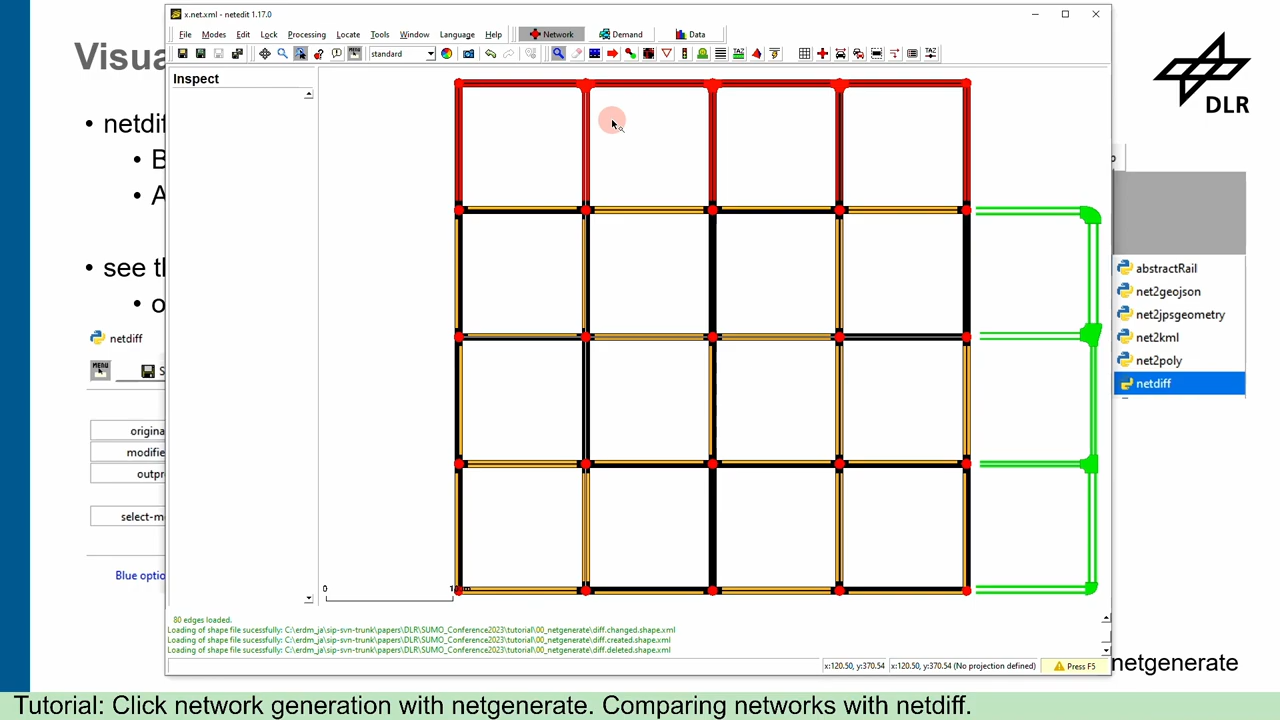 Visua
netdif
B
A
see th
o
netdiff
MENU
S
origina
modifie
outpr
select-m
Blue optio
x.net.xml - netedit 1.17.0
File Modes Edit Lock Processing Locate Tools Window Language Help Network Demand Data
standard
Inspect
0
80 edges loaded.
Loading of shape file sucessfully: C:\erdm_ja\sip-svn-trunk\papers\DLR\SUMO_Conference2023\tutorial\00_netgenerate\diff.changed.shape.xml
Loading of shape file sucessfully: C:\erdm_ja\sip-svn-trunk\papers\DLR\SUMO_Conference2023\tutorial\00_netgenerate\diff.created.shape.xml
Loading of shape file sucessfully: C:\erdm_ja\sip-svn-trunk\papers\DLR\SUMO_Conference2023\tutorial\00_netgenerate\diff.deleted.shape.xml
x:120.50, y:370.54 x:120.50, y:370.54 (No projection defined) Press F5
DLR
abstractRail
net2geojson
net2jpsgeometry
net2kml
net2poly
netdiff
netgenerate
Tutorial: Click network generation with netgenerate. Comparing networks with netdiff.